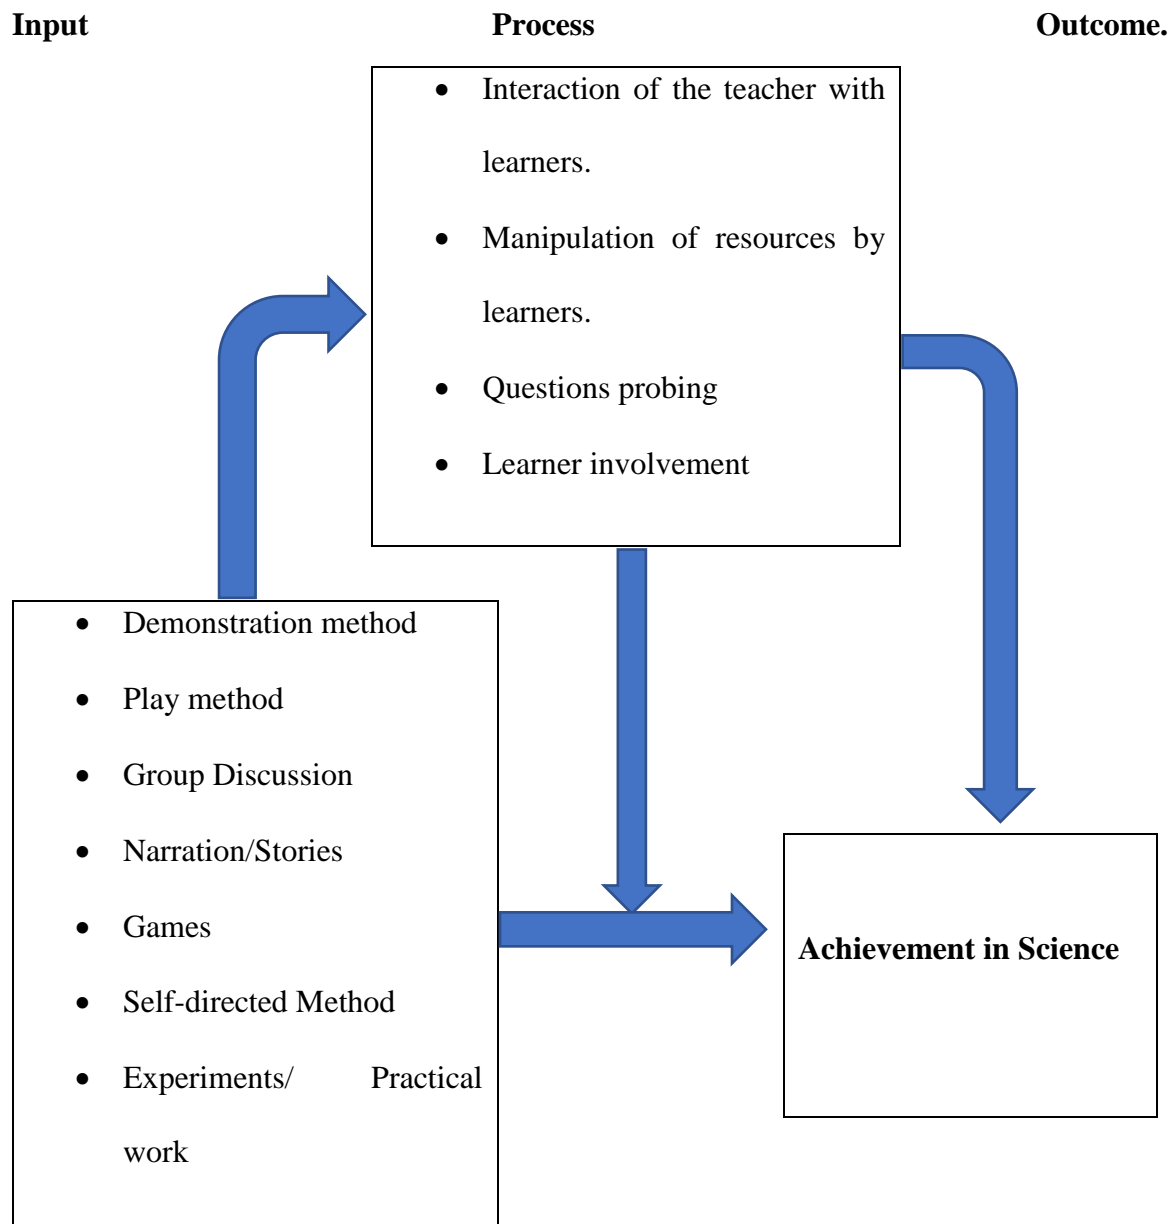 Input Process Outcome.
• Interaction of the teacher with
learners.
• Manipulation of resources by
learners.
• Questions probing
• Learner involvement
• Demonstration method
• Play method
• Group Discussion
• Narration/Stories
• Games
• Self-directed Method
• Experiments/ Practical
work
Achievement in Science